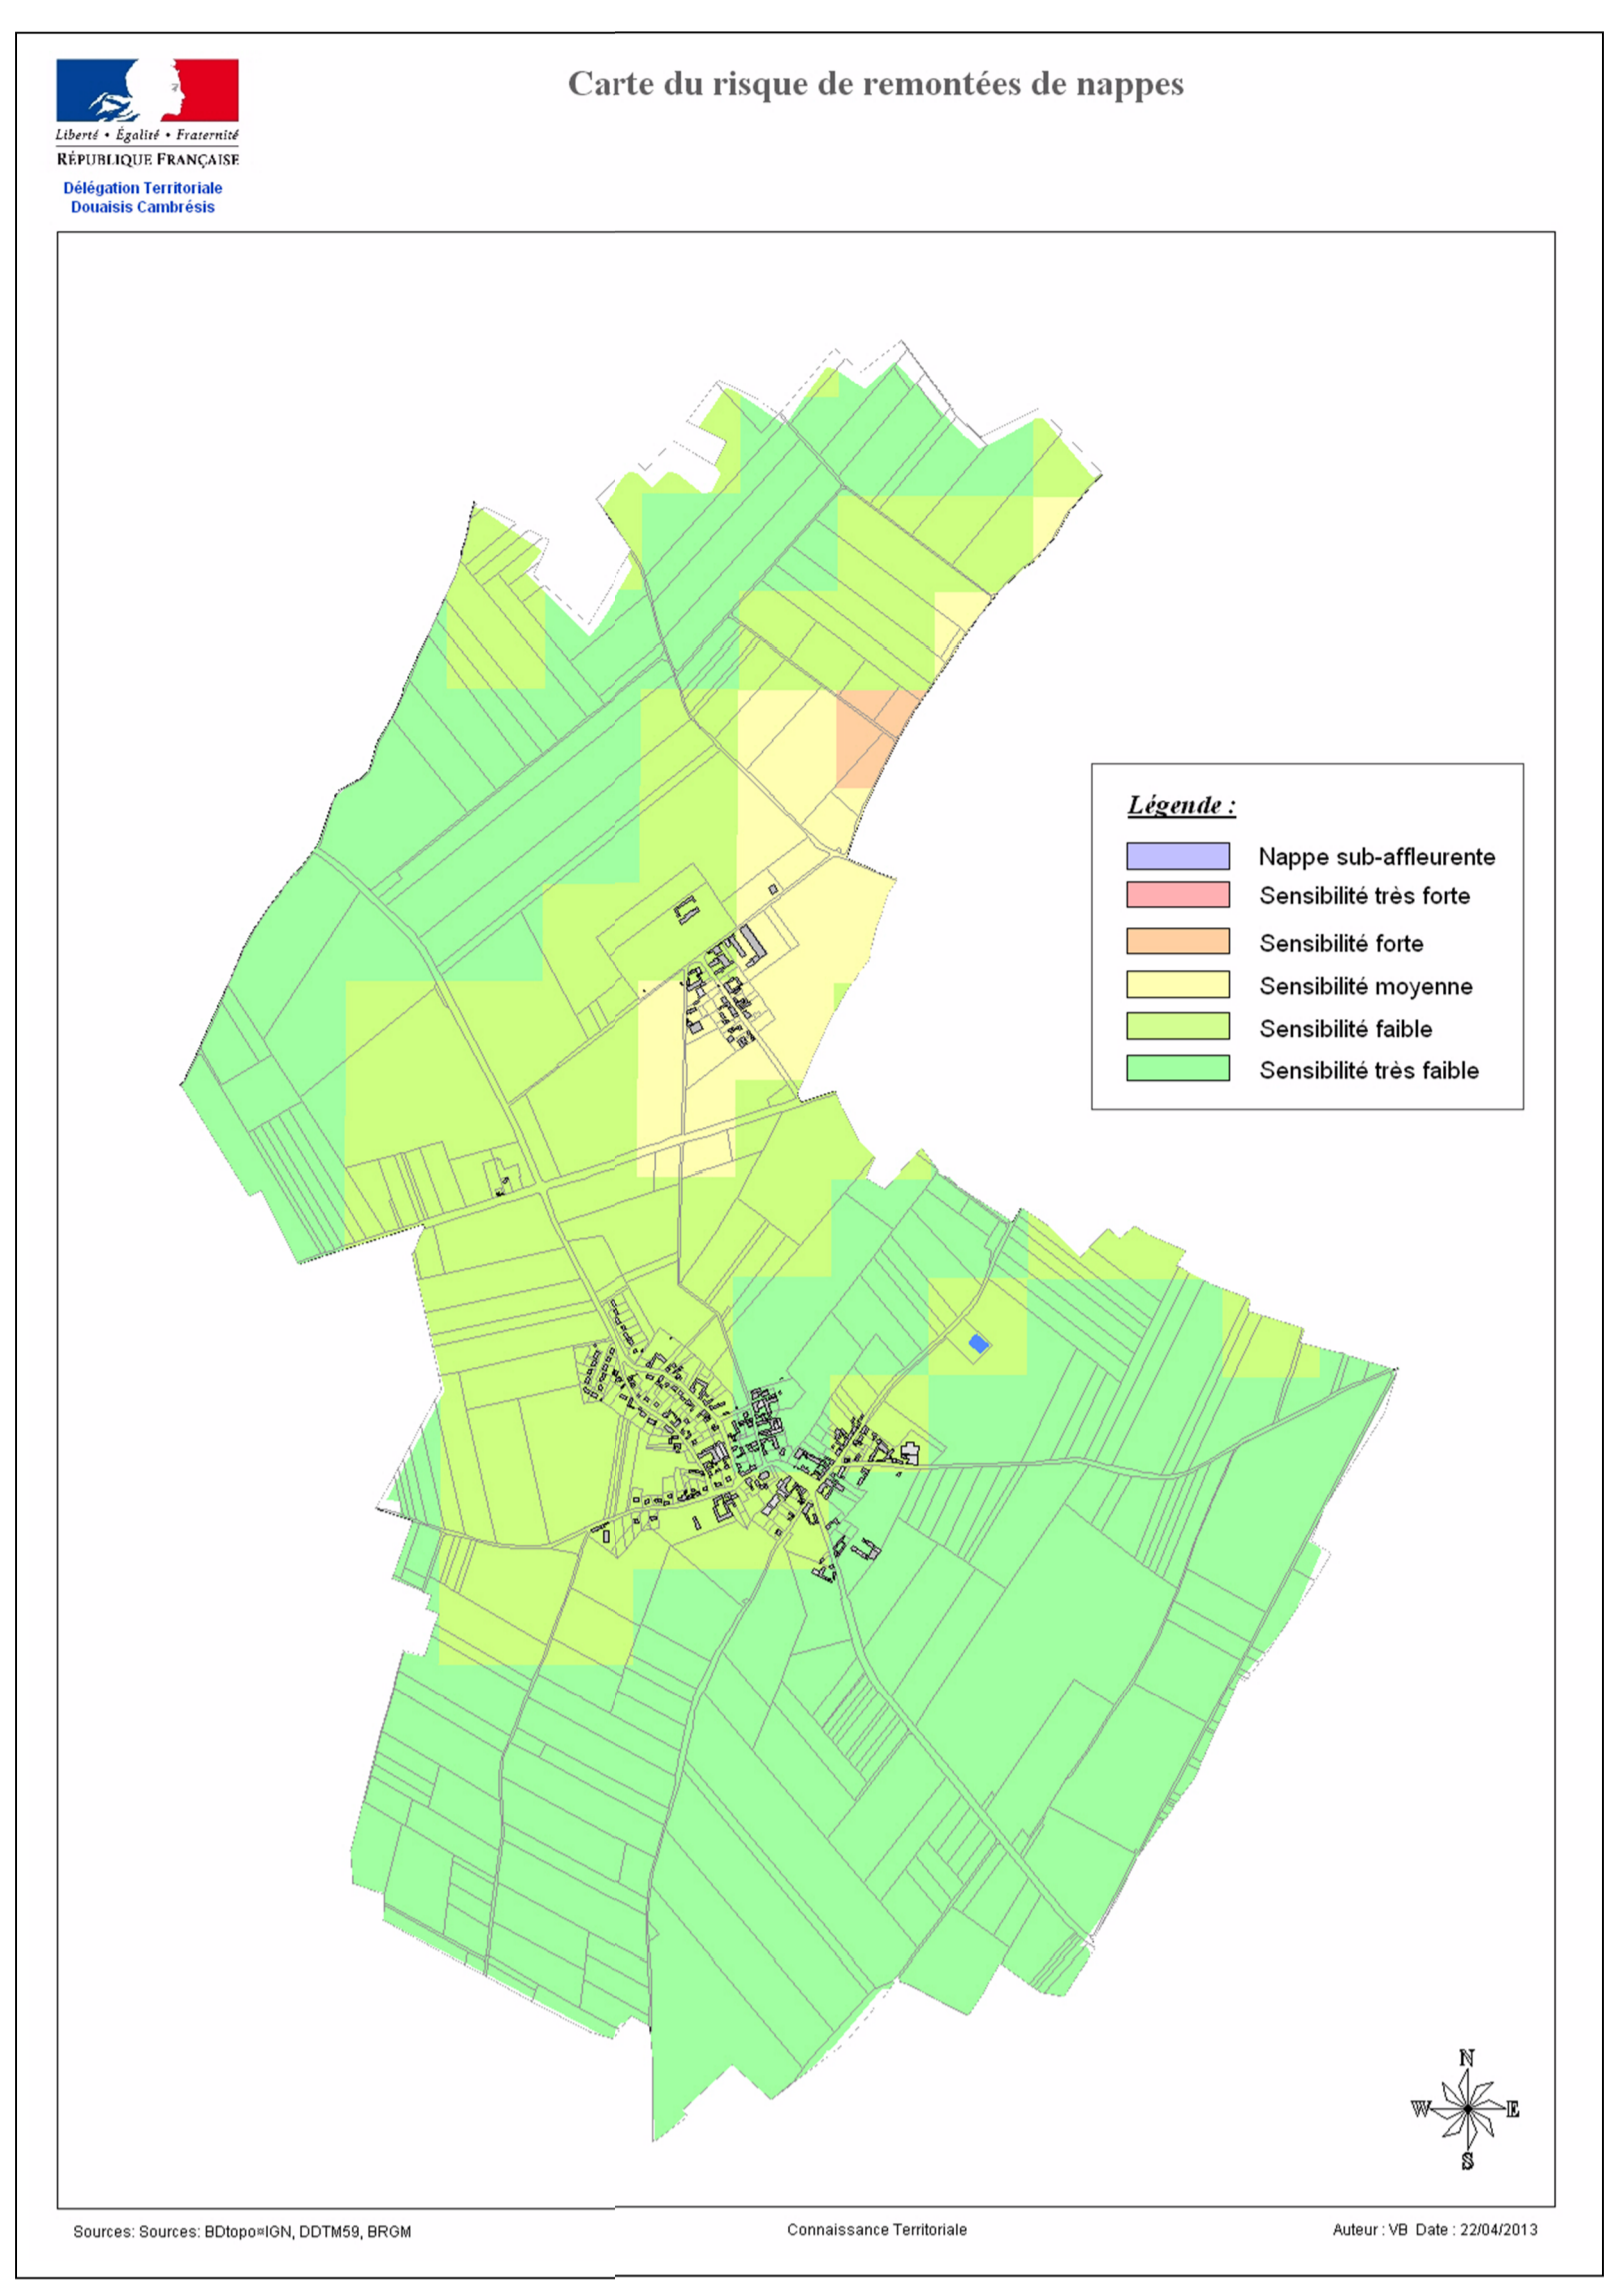 Carte du risque de remontées de nappes
Liberté • Égalité • Fraternité
RÉPUBLIQUE FRANÇAISE
Délégation Territoriale
Douaisis Cambrésis
Légende :
Nappe sub-affleurente
Sensibilité très forte
Sensibilité forte
Sensibilité moyenne
Sensibilité faible
Sensibilité très faible
N
W E
S
Sources: Sources: BDtopo¤IGN, DDTM59, BRGM
Connaissance Territoriale
Auteur : VB Date : 22/04/2013